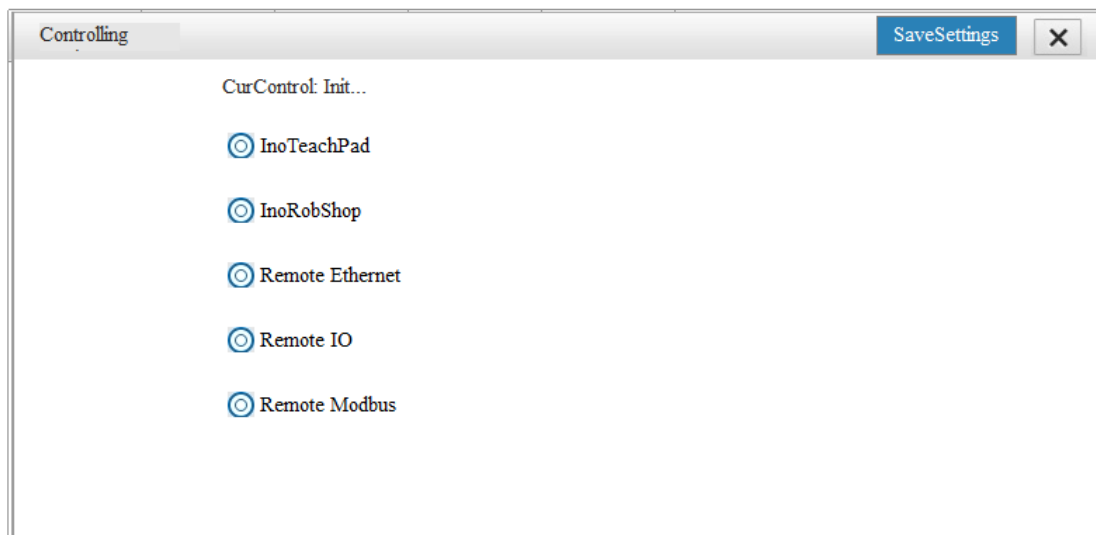 Controlling
SaveSettings
CurControl: Init...
InoTeachPad
InoRobShop
Remote Ethernet
Remote IO
Remote Modbus